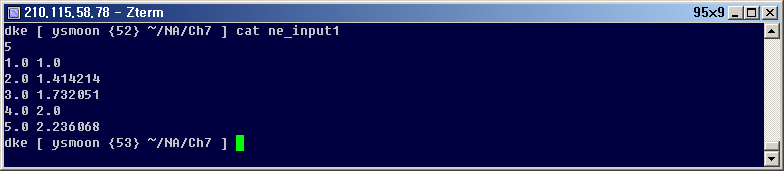 210.115.58.78 - Zterm 95×9
dke [ ysmoon {52} ~/NA/Ch7 ] cat ne_input1
5
1.0 1.0
2.0 1.414214
3.0 1.732051
4.0 2.0
5.0 2.236068
dke [ ysmoon {53} ~/NA/Ch7 ]